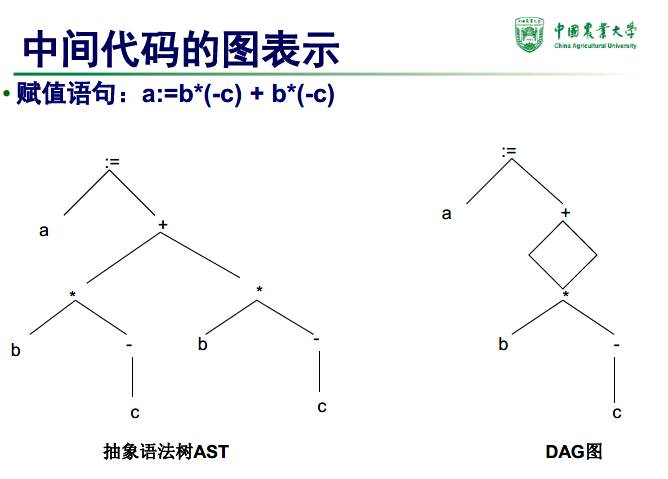 中间代码的图表示
中国农业大学
China Agricultural University
• 赋值语句：a:=b*(-c) + b*(-c)
:=
a
+
*
*
b
-
b
-
c
c
抽象语法树AST
:=
a
+
*
b
-
c
DAG图